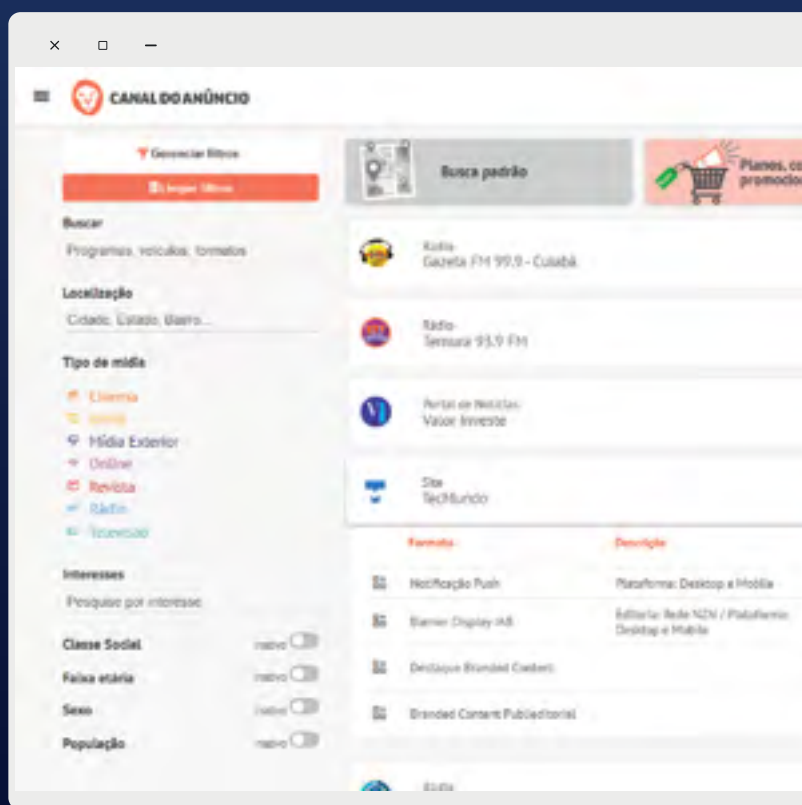 CANAL DO ANÚNCIO
Gerenciar filtros
Limpar filtros
Buscar
Programas, veículos, formatos
Localização
Cidade, Estado, Bairro...
Tipo de mídia
Cinema
Mídia Exterior
Online
Revista
Rádio
Televisão
Interesses
Pesquise por interesse
Classe Social
inativo
Faixa etária
inativo
Sexo
inativo
População
inativo
Busca padrão
Planos,
Rádio
Gazeta FM 99.9 - Cuiabá
Rádio
Ternura 93.9 FM
Portal de Notícias
Valor Investe
Site
TecMundo
Formato
Descrição
Notificação Push
Plataforma: Desktop e Mobile
Banner Display IAB
Editoria: Rede NZN / Plataforma:
Desktop e Mobile
Destaque Branded Content
Branded Content Publieditorial
Rádio